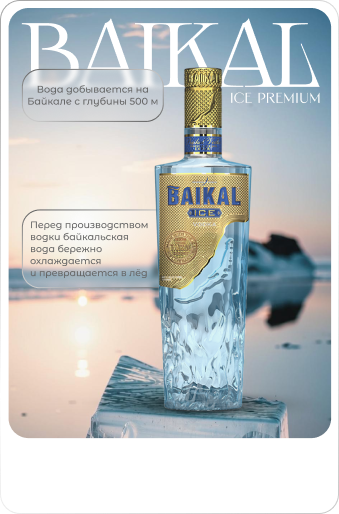 BAIKAL
ICE PREMIUM
Вода добывается на
Байкале с глубины 500 м
BAIKAL
BAIKAL
ICE
Перед производством
водки байкальская
вода бережно
охлаждается
и превращается в лёд